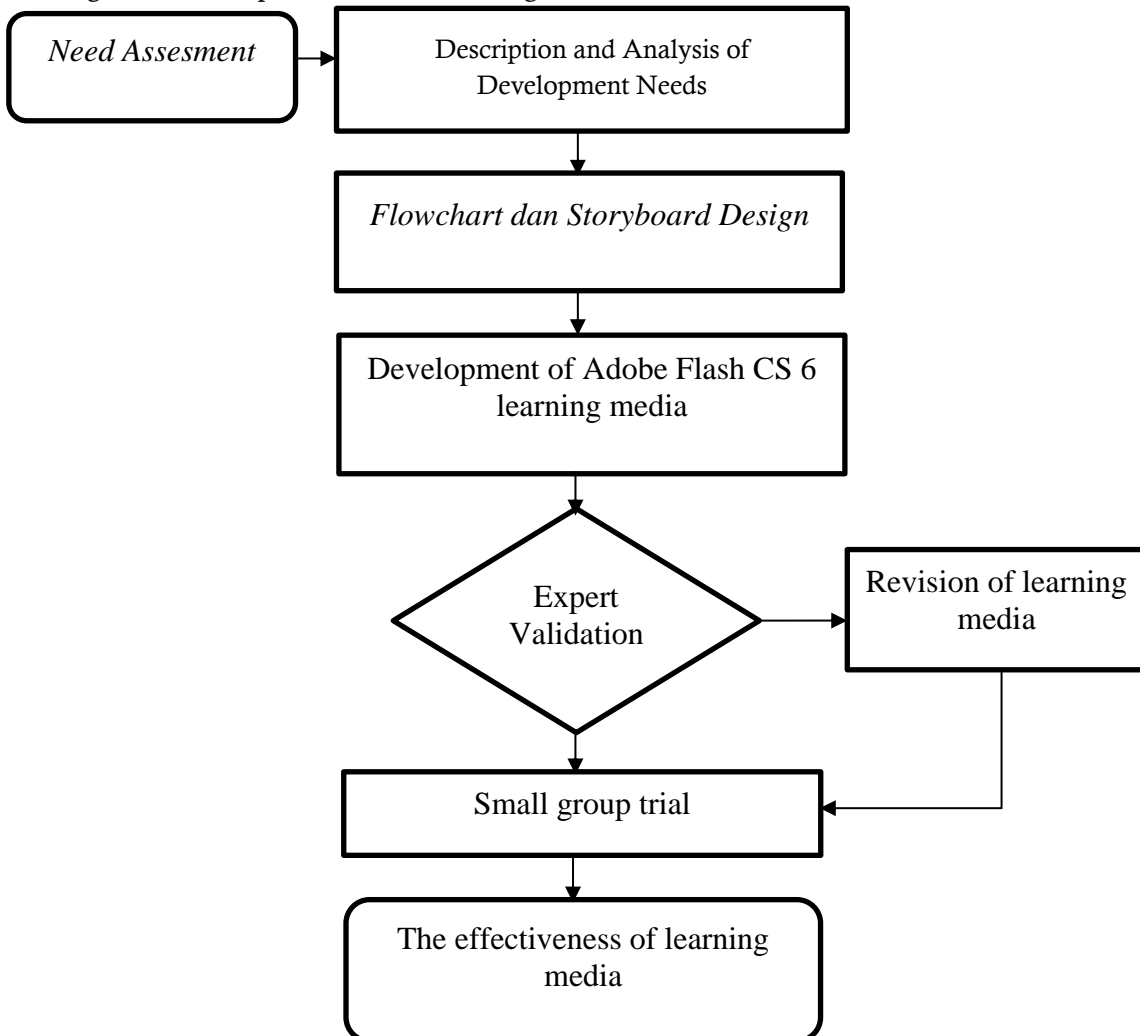 Need Assesment
Description and Analysis of
Development Needs
Flowchart dan Storyboard Design
Development of Adobe Flash CS 6
learning media
Expert
Validation
Revision of learning
media
Small group trial
The effectiveness of learning
media